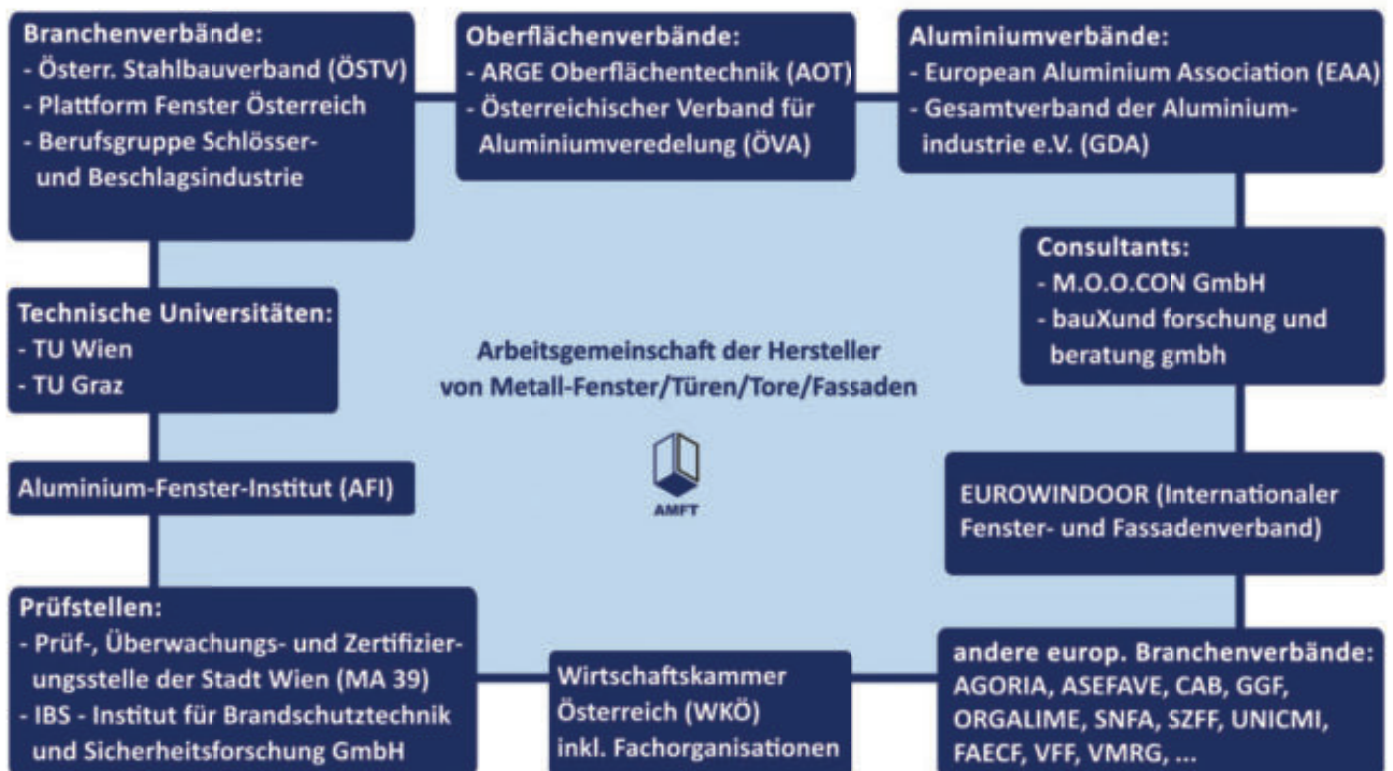 Branchenverbände:
- Österr. Stahlbauverband (ÖSTV)
- Plattform Fenster Österreich
- Berufsgruppe Schlösser-
und Beschlagsindustrie
Oberflächenverbände:
- ARGE Oberflächentechnik (AOT)
- Österreichischer Verband für
Aluminiumveredelung (ÖVA)
Aluminiumverbände:
- European Aluminium Association (EAA)
- Gesamtverband der Aluminium-
industrie e.V. (GDA)
Consultants:
- M.O.O.CON GmbH
- bauXund forschung und
beratung gmbh
Technische Universitäten:
- TU Wien
- TU Graz
Arbeitsgemeinschaft der Hersteller
von Metall-Fenster/Türen/Tore/Fassaden
AMFT
Aluminium-Fenster-Institut (AFI)
EUROWINDOOR (Internationaler
Fenster- und Fassadenverband)
Prüfstellen:
- Prüf-, Überwachungs- und Zertifizier-
ungsstelle der Stadt Wien (MA 39)
- IBS - Institut für Brandschutztechnik
und Sicherheitsforschung GmbH
Wirtschaftskammer
Österreich (WKÖ)
inkl. Fachorganisationen
andere europ. Branchenverbände:
AGORIA, ASEFAVE, CAB, GGF,
ORGALIME, SNFA, SZFF, UNICMI,
FAECF, VFF, VMRG, ...